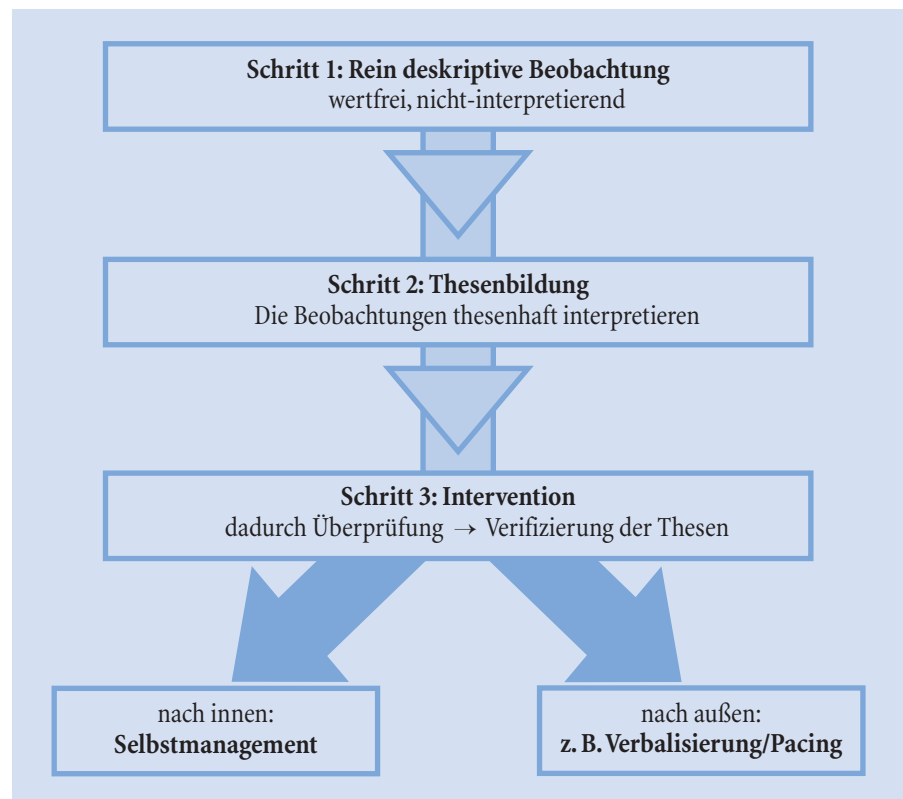 Schritt 1: Rein deskriptive Beobachtung
wertfrei, nicht-interpretierend
Schritt 2: Thesenbildung
Die Beobachtungen thesenhaft interpretieren
Schritt 3: Intervention
dadurch Überprüfung → Verifizierung der Thesen
nach innen:
Selbstmanagement
nach außen:
z. B. Verbalisierung/Pacing